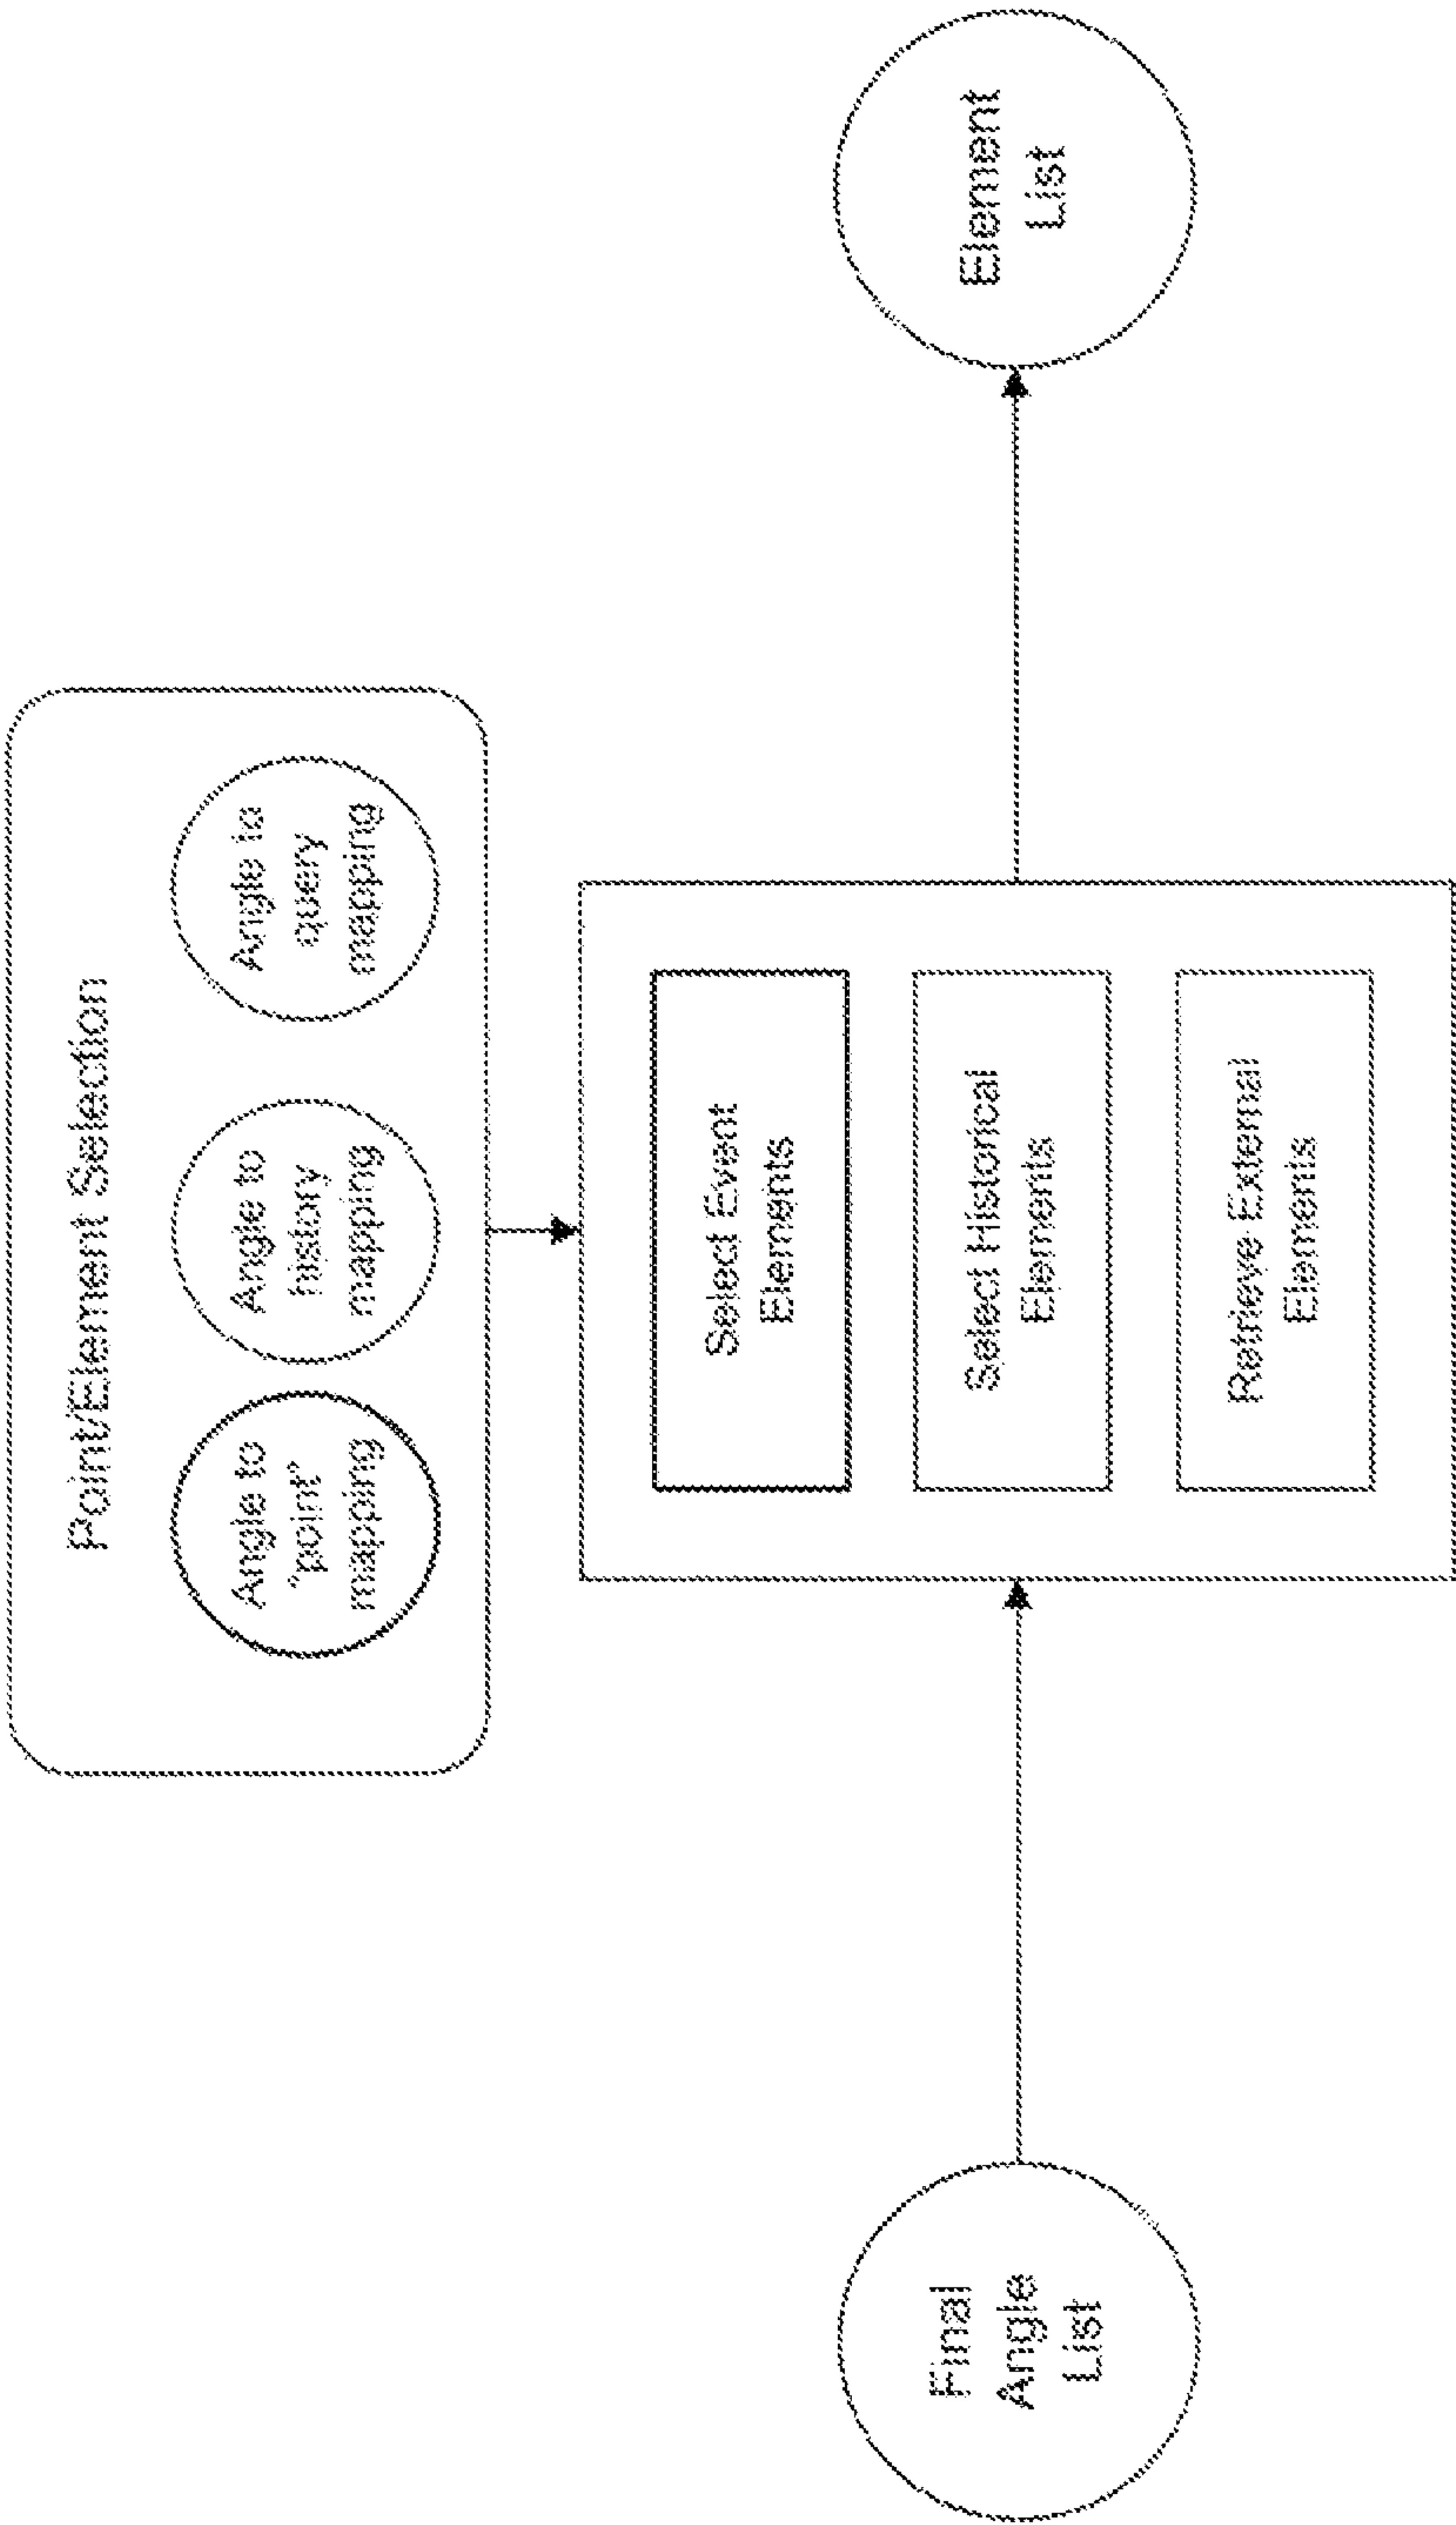 Point/Element Selection
Angle to
"point"
mapping
Angle to
history
mapping
Angle to
query
mapping
Select Event
Elements
Select Historical
Elements
Retrieve External
Elements
Final
Angle
List
Element
List